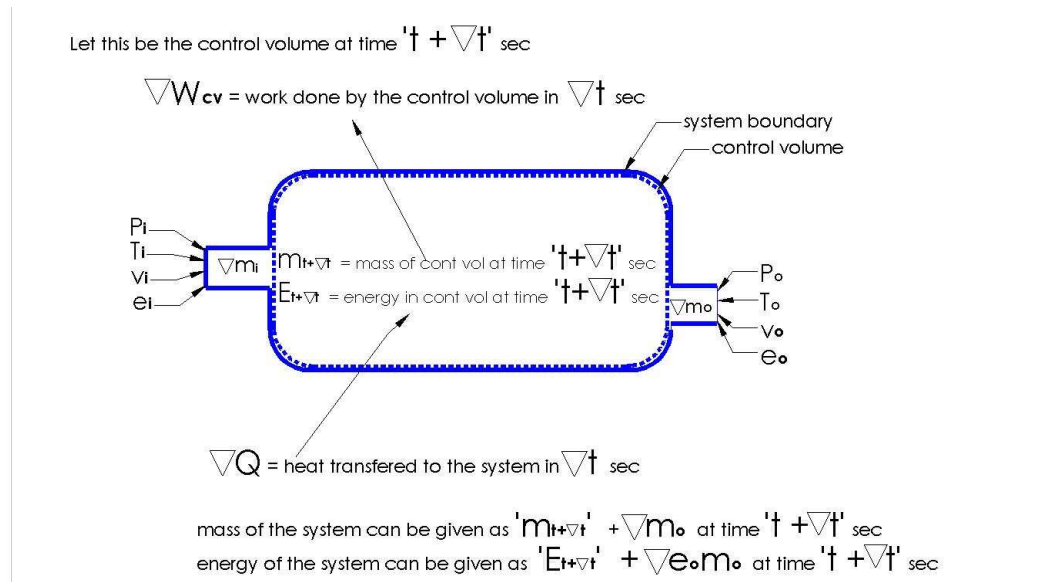 Let this be the control volume at time 't + ▽t' sec
▽Wcv = work done by the control volume in ▽t sec
system boundary
control volume
Pi
Ti
vi
ei
▽mi
mt+▽t = mass of cont vol at time 't+▽t' sec
Et+▽t = energy in cont vol at time 't+▽t' sec
▽mo
Po
To
vo
eo
▽Q = heat transfered to the system in ▽t sec
mass of the system can be given as 'mt+▽t' + ▽mo at time 't +▽t' sec
energy of the system can be given as 'Et+▽t' + ▽eomo at time 't +▽t' sec